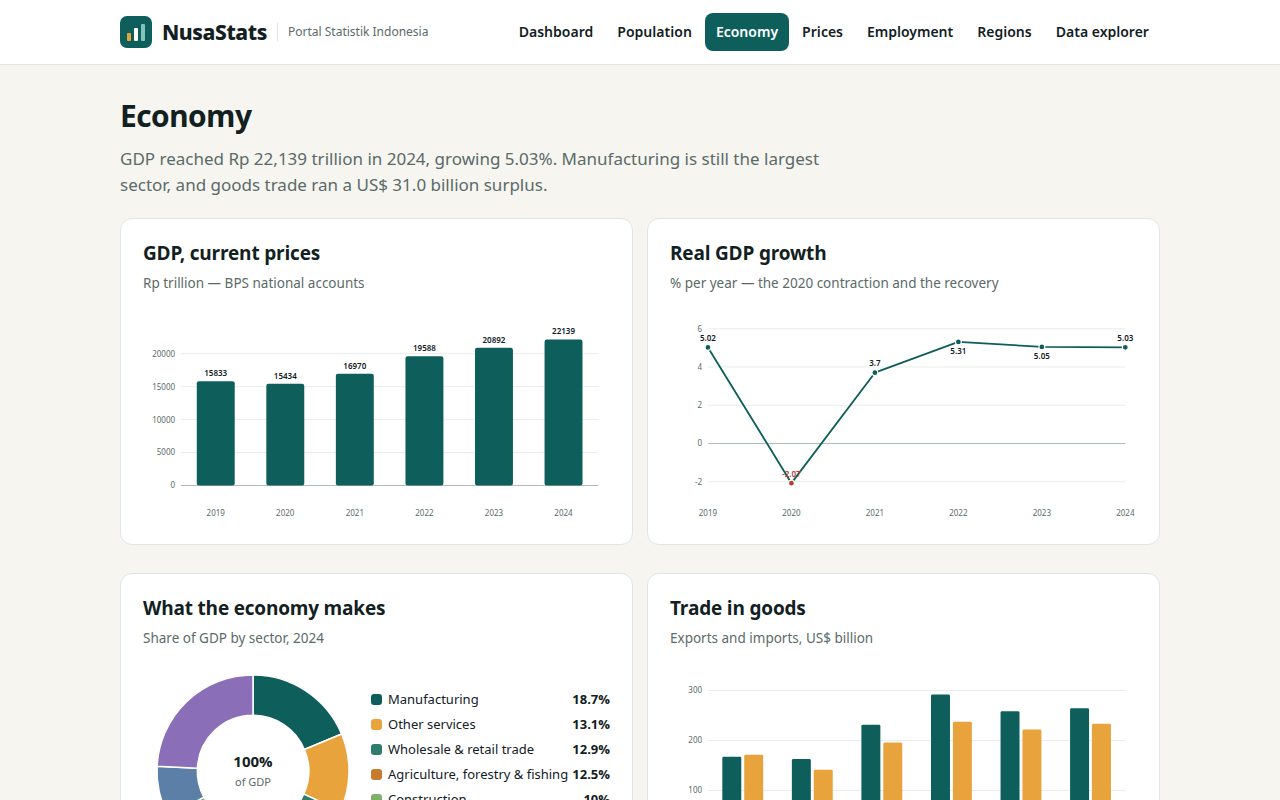 NusaStats
Portal Statistik Indonesia
Dashboard
Population
Economy
Prices
Employment
Regions
Data explorer
Economy
GDP reached Rp 22,139 trillion in 2024, growing 5.03%. Manufacturing is still the largest
sector, and goods trade ran a US$ 31.0 billion surplus.
GDP, current prices
Rp trillion — BPS national accounts
20000
15000
10000
5000
0
15833
15434
16970
19588
20892
22139
2019
2020
2021
2022
2023
2024
Real GDP growth
% per year — the 2020 contraction and the recovery
6
4
2
0
-2
5.02
-2.07
3.7
5.31
5.05
5.03
2019
2020
2021
2022
2023
2024
What the economy makes
Share of GDP by sector, 2024
100%
of GDP
Manufacturing 18.7%
Other services 13.1%
Wholesale & retail trade 12.9%
Agriculture, forestry & fishing 12.5%
Construction 10%
Trade in goods
Exports and imports, US$ billion
300
200
100